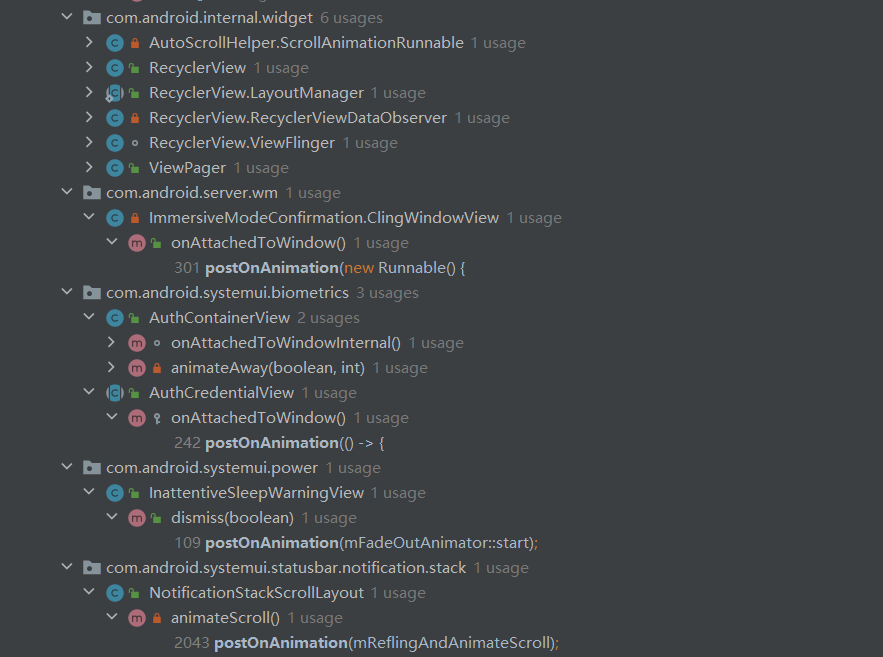 com.android.internal.widget 6 usages
AutoScrollHelper.ScrollAnimationRunnable 1 usage
RecyclerView 1 usage
RecyclerView.LayoutManager 1 usage
RecyclerView.RecyclerViewDataObserver 1 usage
RecyclerView.ViewFlinger 1 usage
ViewPager 1 usage
com.android.server.wm 1 usage
ImmersiveModeConfirmation.ClingWindowView 1 usage
onAttachedToWindow() 1 usage
301 postOnAnimation(new Runnable() {
com.android.systemui.biometrics 3 usages
AuthContainerView 2 usages
onAttachedToWindowInternal() 1 usage
animateAway(boolean, int) 1 usage
AuthCredentialView 1 usage
onAttachedToWindow() 1 usage
242 postOnAnimation(() -> {
com.android.systemui.power 1 usage
InattentiveSleepWarningView 1 usage
dismiss(boolean) 1 usage
109 postOnAnimation(mFadeOutAnimator::start);
com.android.systemui.statusbar.notification.stack 1 usage
NotificationStackScrollLayout 1 usage
animateScroll() 1 usage
2043 postOnAnimation(mReflingAndAnimateScroll);